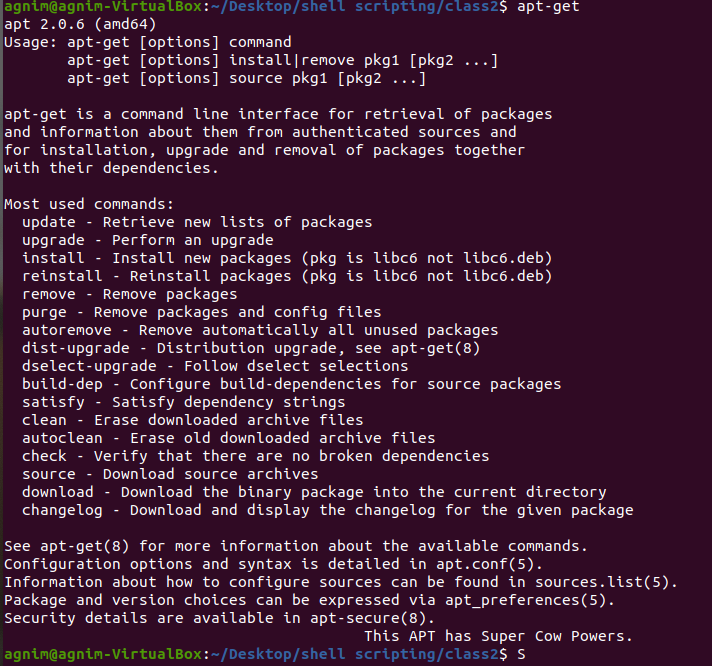 agnim@agnim-VirtualBox:~/Desktop/shell scripting/class2$ apt-get
apt 2.0.6 (amd64)
Usage: apt-get [options] command
       apt-get [options] install|remove pkg1 [pkg2 ...]
       apt-get [options] source pkg1 [pkg2 ...]

apt-get is a command line interface for retrieval of packages
and information about them from authenticated sources and
for installation, upgrade and removal of packages together
with their dependencies.

Most used commands:
  update - Retrieve new lists of packages
  upgrade - Perform an upgrade
  install - Install new packages (pkg is libc6 not libc6.deb)
  reinstall - Reinstall packages (pkg is libc6 not libc6.deb)
  remove - Remove packages
  purge - Remove packages and config files
  autoremove - Remove automatically all unused packages
  dist-upgrade - Distribution upgrade, see apt-get(8)
  dselect-upgrade - Follow dselect selections
  build-dep - Configure build-dependencies for source packages
  satisfy - Satisfy dependency strings
  clean - Erase downloaded archive files
  autoclean - Erase old downloaded archive files
  check - Verify that there are no broken dependencies
  source - Download source archives
  download - Download the binary package into the current directory
  changelog - Download and display the changelog for the given package

See apt-get(8) for more information about the available commands.
Configuration options and syntax is detailed in apt.conf(5).
Information about how to configure sources can be found in sources.list(5).
Package and version choices can be expressed via apt_preferences(5).
Security details are available in apt-secure(8).
                                        This APT has Super Cow Powers.
agnim@agnim-VirtualBox:~/Desktop/shell scripting/class2$ S